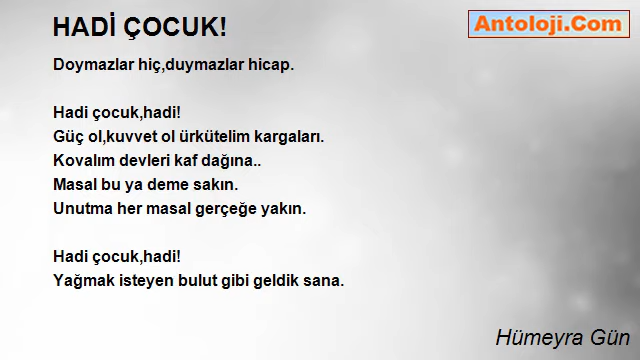 HADİ ÇOCUK!
Antoloji.Com
Doymazlar hiç,duymazlar hicap.
Hadi çocuk,hadi!
Güç ol,kuvvet ol ürkütelim kargaları.
Kovalım devleri kaf dağına..
Masal bu ya deme sakın.
Unutma her masal gerçeğe yakın.
Hadi çocuk,hadi!
Yağmak isteyen bulut gibi geldik sana.
Hümeyra Gün